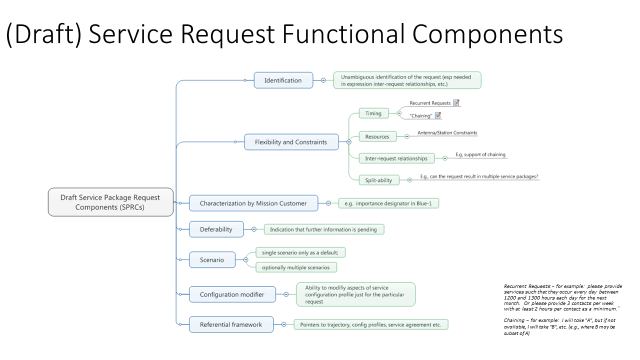 (Draft) Service Request Functional Components
Identification
Unambiguous identification of the request (esp needed
in expression inter-request relationships, etc.)
Flexibility and Constraints
Timing
Recurrent Requests
"Chaining"
Resources
Antenna/Station Constraints
Inter-request relationships
E.g. support of chaining
Split-ability
E.g., can the request result in multiple service packages?
Draft Service Package Request
Components (SPRCs)
Characterization by Mission Customer
e.g. importance designator in Blue-1
Deferability
Indication that further information is pending
Scenario
single scenario only as a default;
optionally multiple scenarios
Configuration modifier
Ability to modify aspects of service
configuration profile just for the particular
request
Referential framework
Pointers to trajectory, config profiles, service agreement etc.
Recurrent Requests – for example: please provide
services such that they occur every day between
1200 and 1300 hours each day for the next
month. Or please provide 3 contacts per week
with at least 2 hours per contact as a minimum."
Chaining – for example: I will take "A", but if not
available, I will take "B", etc. (e.g., where B may be
subset of A)